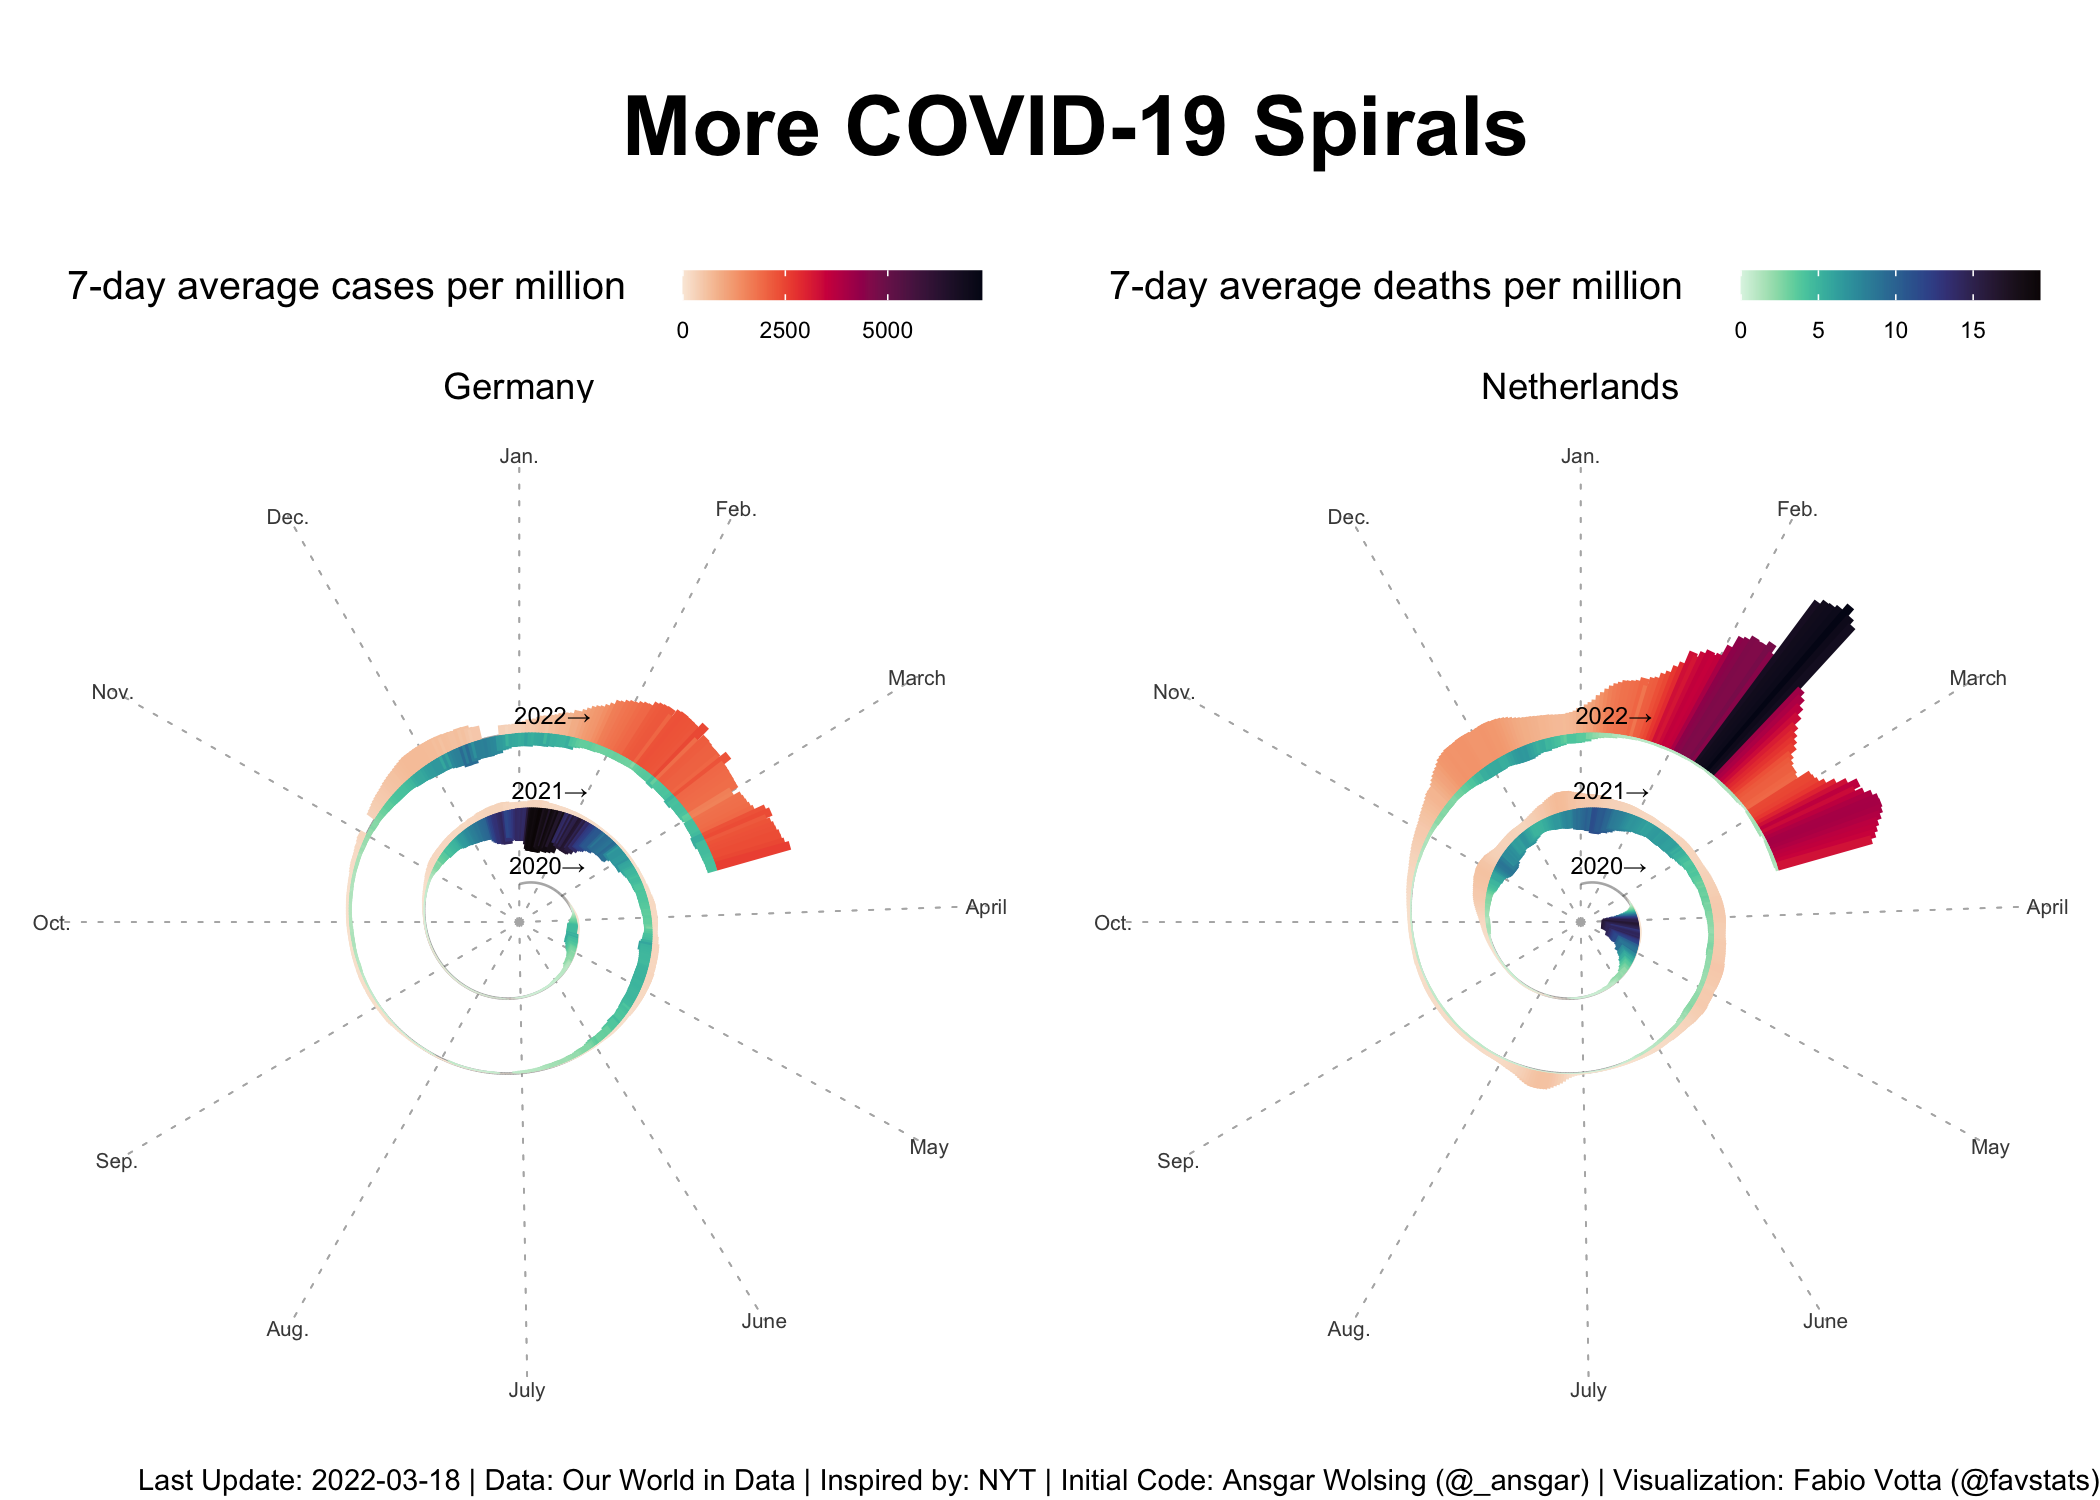 More COVID-19 Spirals
7-day average cases per million
0 2500 5000
7-day average deaths per million
0 5 10 15
Germany
Jan.
Feb.
March
April
May
June
July
Aug.
Sep.
Oct.
Nov.
Dec.
2022→
2021→
2020→
Netherlands
Jan.
Feb.
March
April
May
June
July
Aug.
Sep.
Oct.
Nov.
Dec.
2022→
2021→
2020→
Last Update: 2022-03-18 | Data: Our World in Data | Inspired by: NYT | Initial Code: Ansgar Wolsing (@_ansgar) | Visualization: Fabio Votta (@favstats)